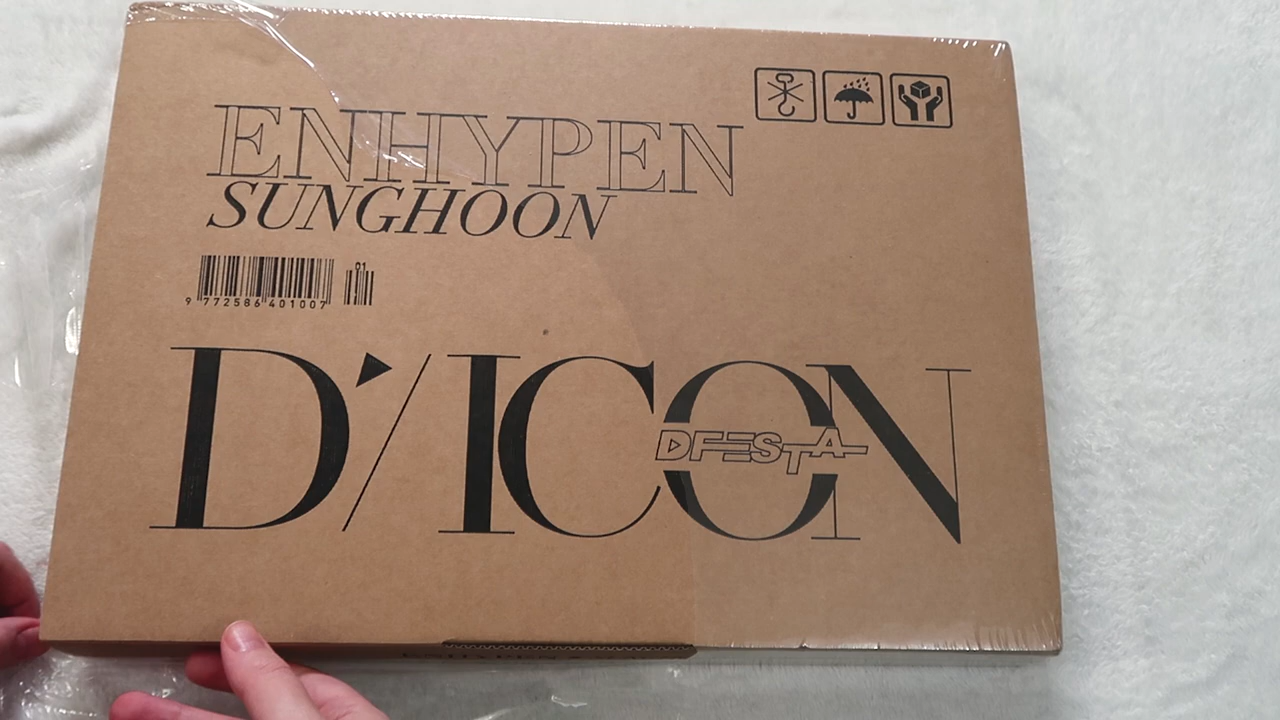 ENHYPEN
SUNGHOON
01
9 772586 401007
D'/ICON
DFESTA